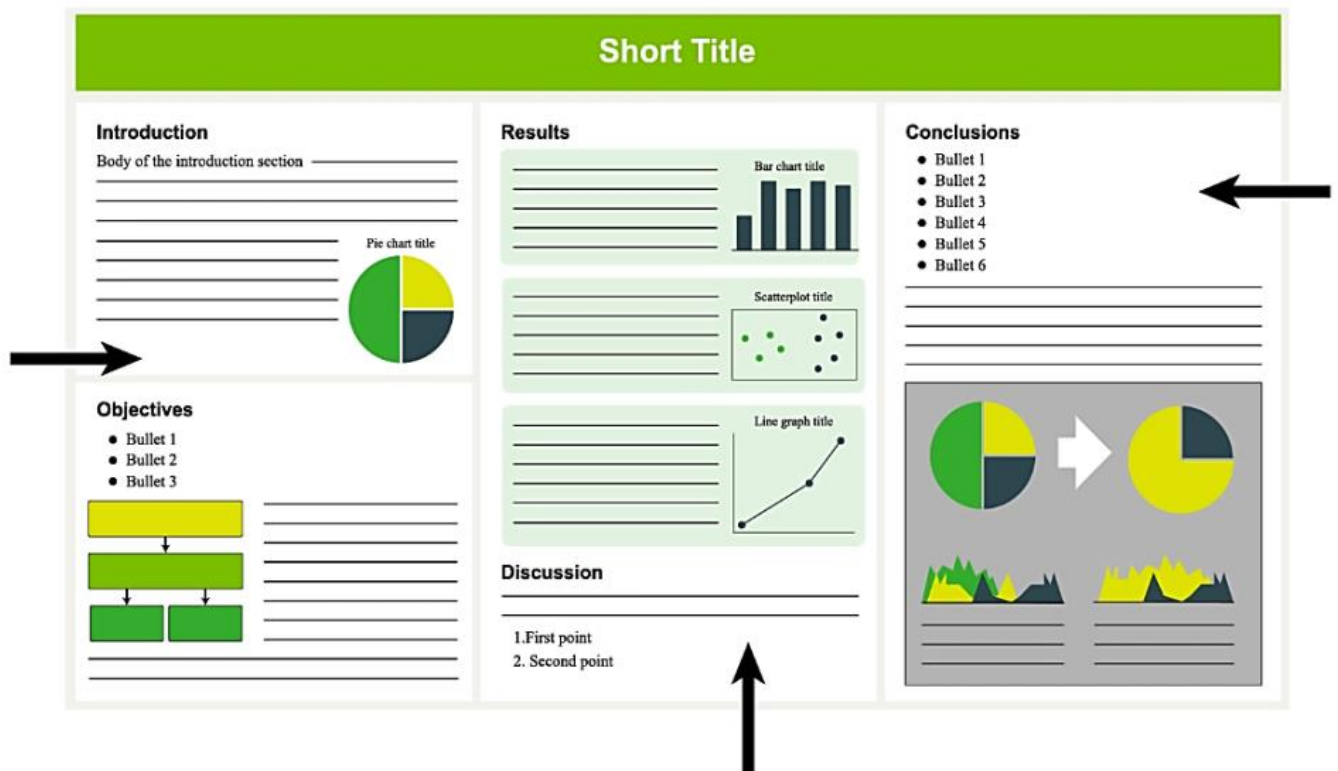 Short Title
Introduction
Body of the introduction section
Pie chart title
Objectives
Bullet 1
Bullet 2
Bullet 3
Results
Bar chart title
Scatterplot title
Line graph title
Discussion
1.First point
2. Second point
Conclusions
Bullet 1
Bullet 2
Bullet 3
Bullet 4
Bullet 5
Bullet 6